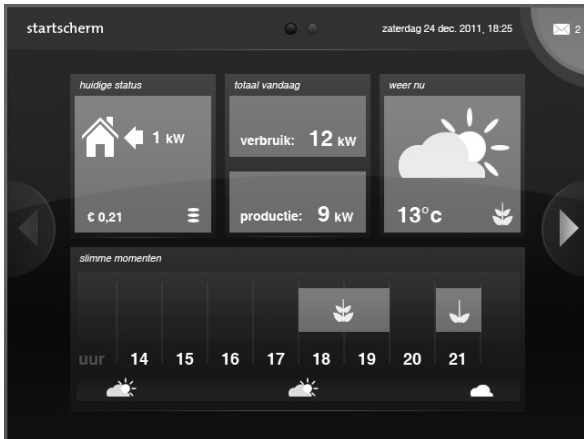 startscherm
zaterdag 24 dec. 2011, 18:25
2
huidige status
totaal vandaag
weer nu
1 kW
verbruik: 12 kW
€ 0,21
productie: 9 kW
13°c
slimme momenten
uur 14 15 16 17 18 19 20 21